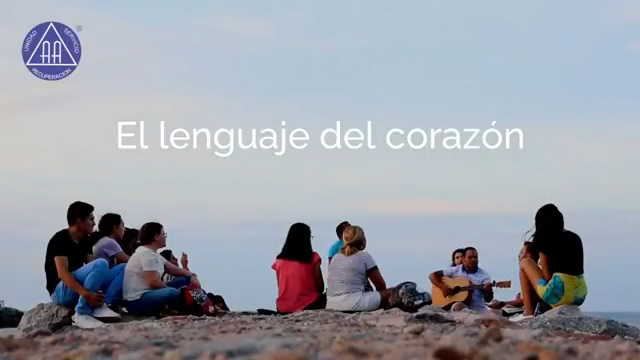 UNIDAD
SERVICIO
AA
RECUPERACIÓN
®
El lenguaje del corazón